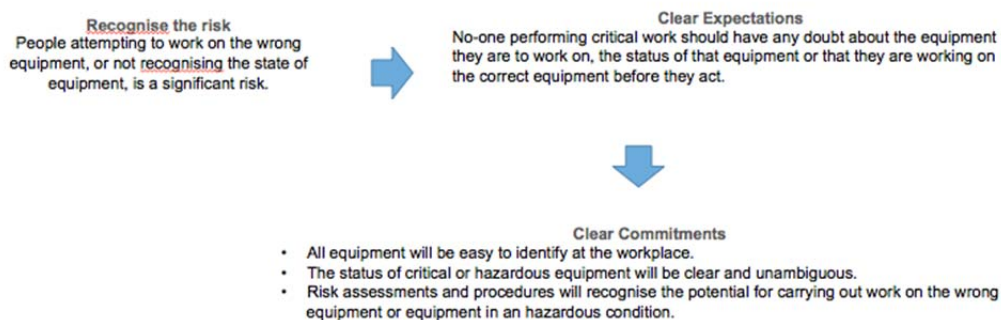 Recognise the risk
People attempting to work on the wrong
equipment, or not recognising the state of
equipment, is a significant risk.
Clear Expectations
No-one performing critical work should have any doubt about the equipment
they are to work on, the status of that equipment or that they are working on
the correct equipment before they act.
Clear Commitments
• All equipment will be easy to identify at the workplace.
• The status of critical or hazardous equipment will be clear and unambiguous.
• Risk assessments and procedures will recognise the potential for carrying out work on the wrong
equipment or equipment in an hazardous condition.